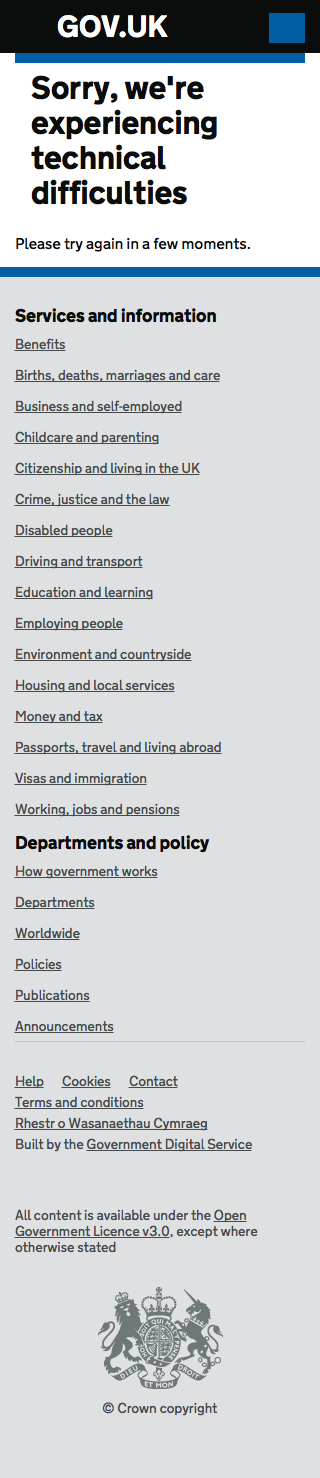 GOV.UK
Sorry, we're
experiencing
technical
difficulties
Please try again in a few moments.
Services and information
Benefits
Births, deaths, marriages and care
Business and self-employed
Childcare and parenting
Citizenship and living in the UK
Crime, justice and the law
Disabled people
Driving and transport
Education and learning
Employing people
Environment and countryside
Housing and local services
Money and tax
Passports, travel and living abroad
Visas and immigration
Working, jobs and pensions
Departments and policy
How government works
Departments
Worldwide
Policies
Publications
Announcements
Help Cookies Contact
Terms and conditions
Rhestr o Wasanaethau Cymraeg
Built by the Government Digital Service
All content is available under the Open
Government Licence v3.0, except where
otherwise stated
DIEU ET MON DROIT
© Crown copyright